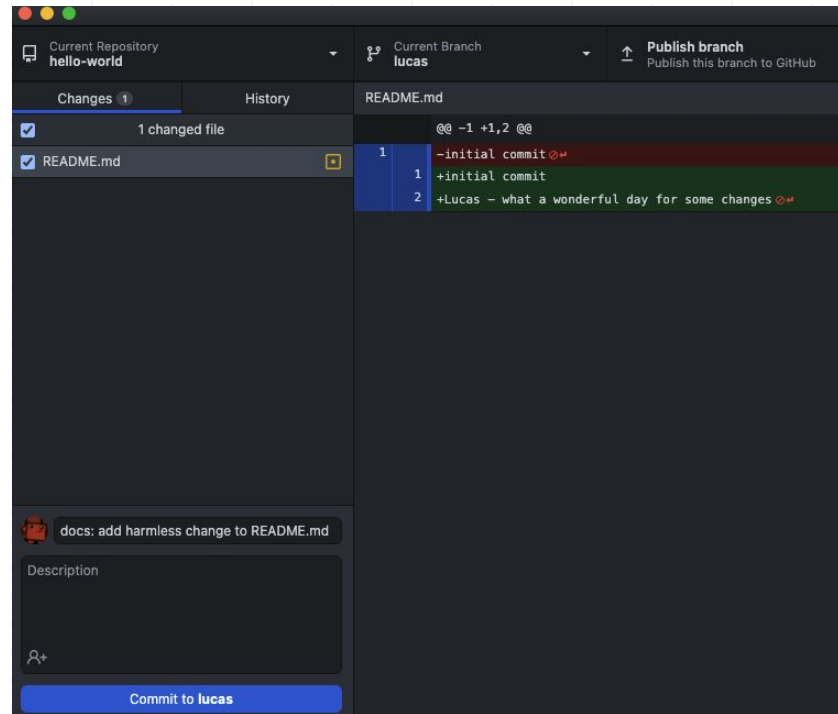 Current Repository
hello-world
Current Branch
lucas
Publish branch
Publish this branch to GitHub
Changes 1
History
1 changed file
README.md
README.md
@@ -1 +1,2 @@
1 -initial commit
1 +initial commit
2 +Lucas – what a wonderful day for some changes
docs: add harmless change to README.md
Description
Commit to lucas